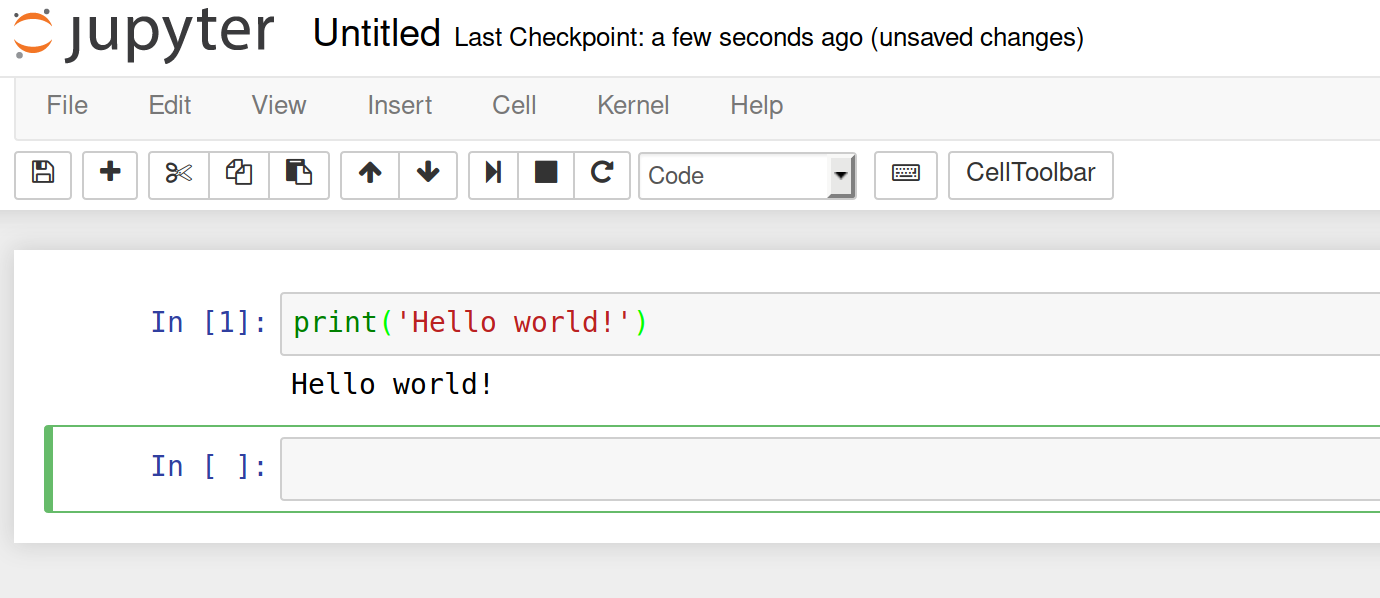 jupyter Untitled Last Checkpoint: a few seconds ago (unsaved changes)
File Edit View Insert Cell Kernel Help
Code CellToolbar
In [1]: print('Hello world!')
Hello world!
In [ ]: